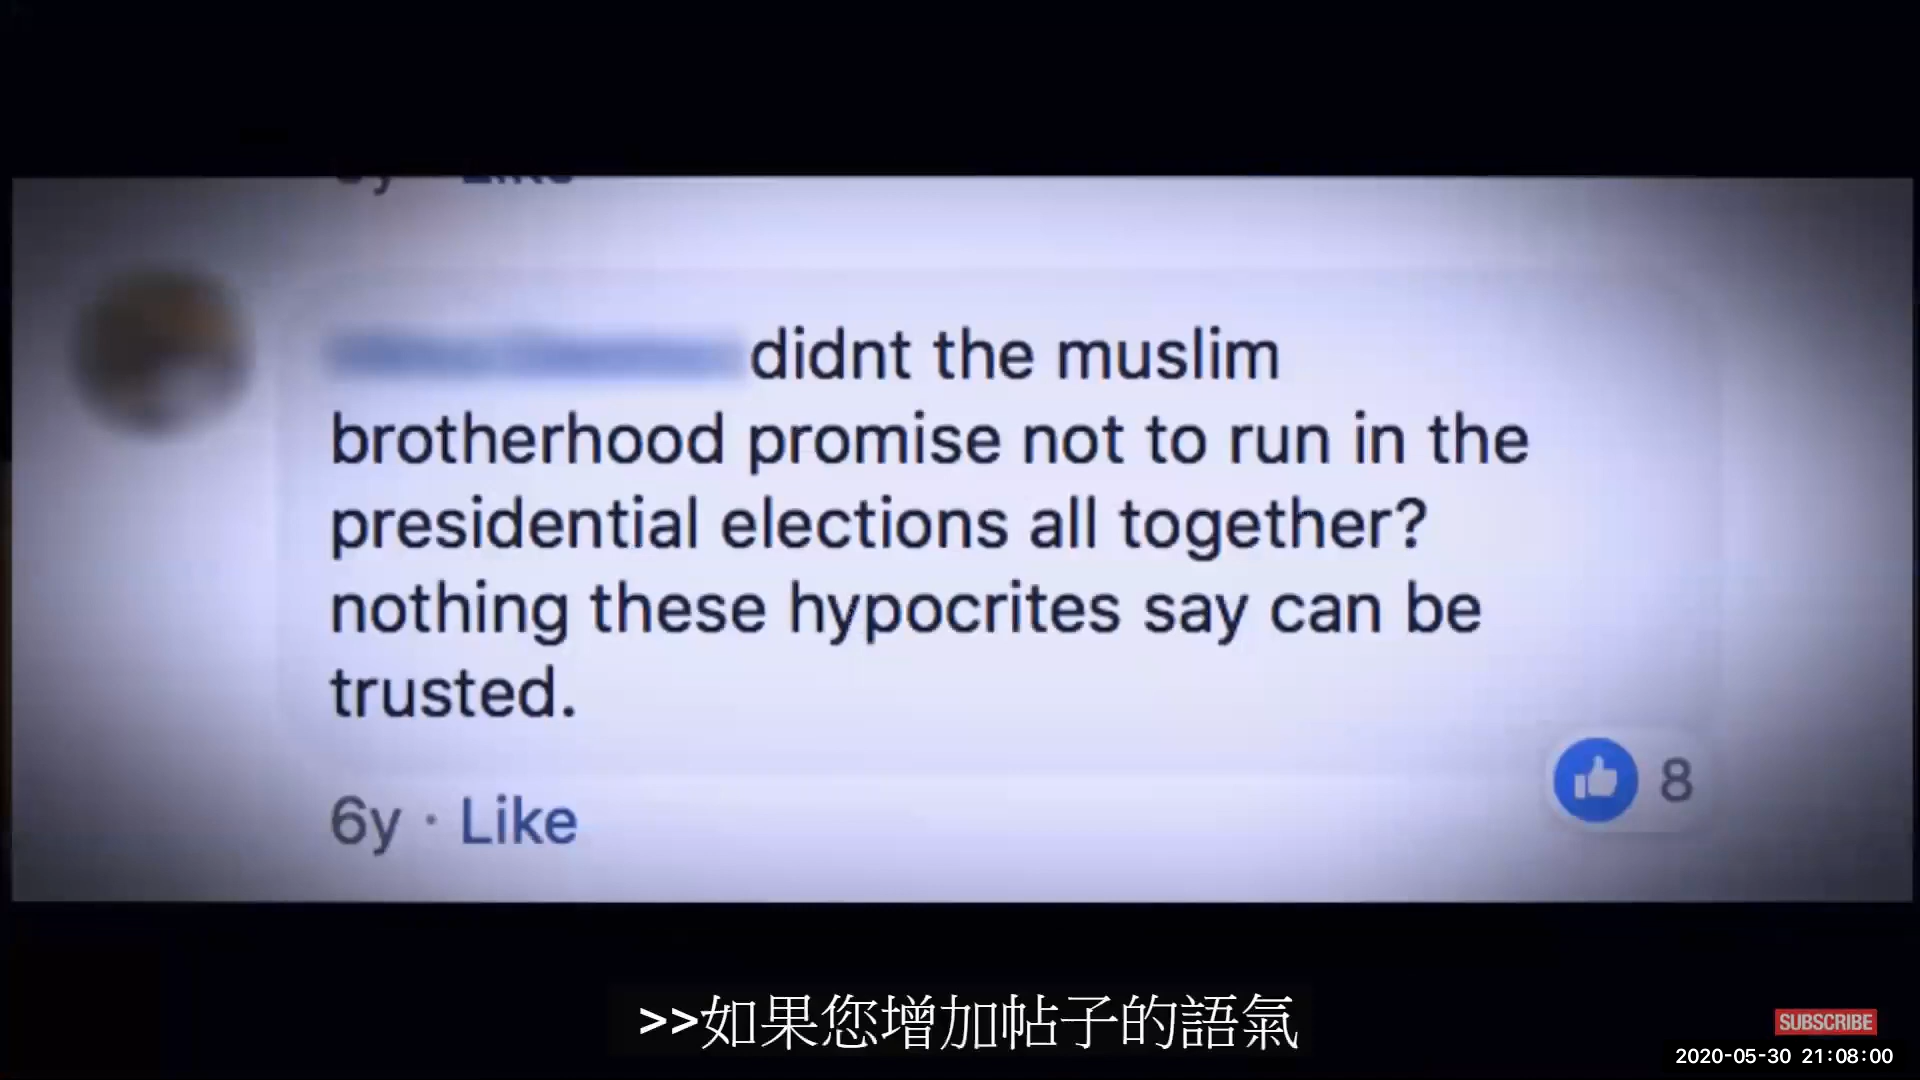 didnt the muslim
brotherhood promise not to run in the
presidential elections all together?
nothing these hypocrites say can be
trusted.
8
6y · Like
>>如果您增加帖子的語氣
SUBSCRIBE
2020-05-30 21:08:00